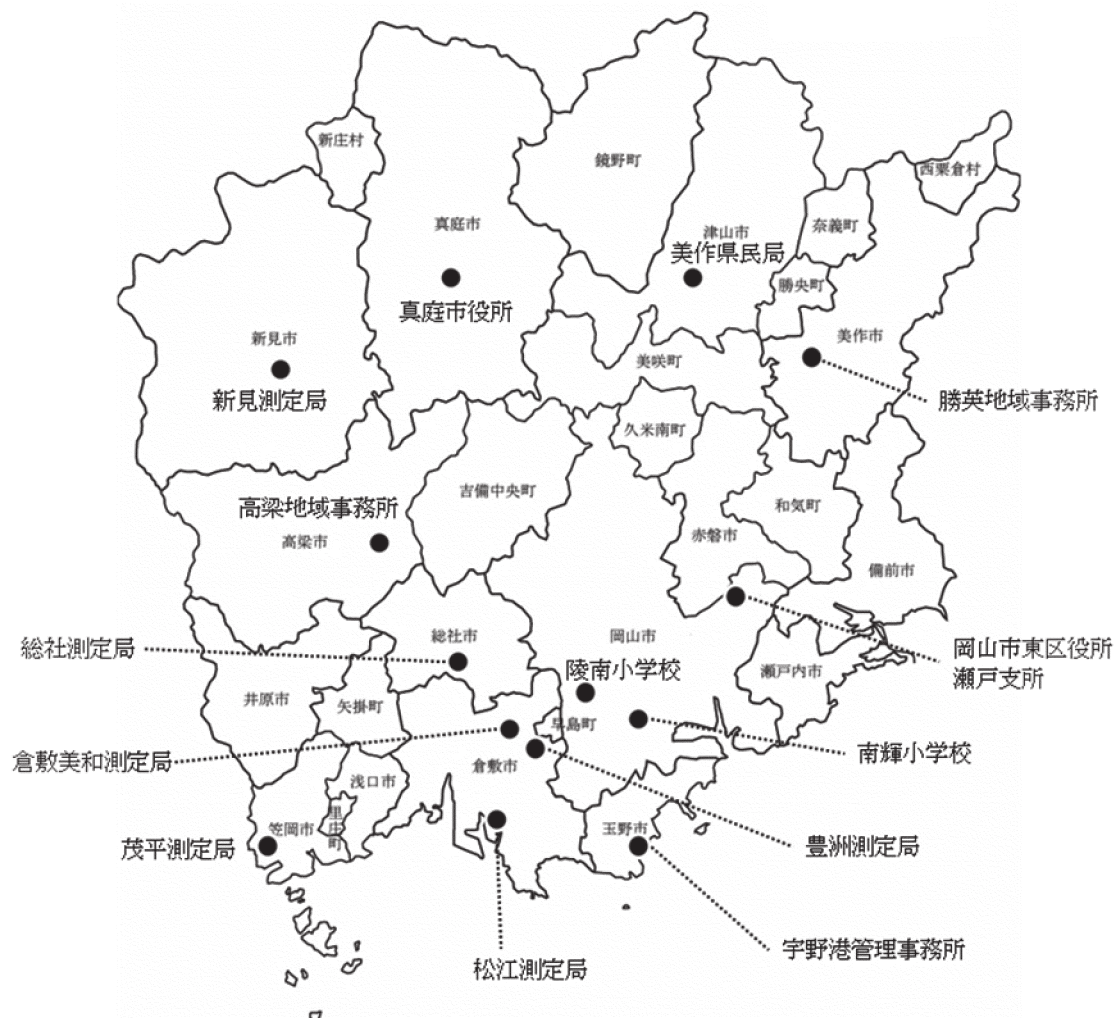 新庄村
鏡野町
西粟倉村
真庭市
津山市
奈義町
美作県民局
勝央町
真庭市役所
新見市
美咲町
美作市
新見測定局
勝英地域事務所
久米南町
吉備中央町
高梁地域事務所
和気町
高梁市
赤磐市
備前市
総社測定局
総社市
岡山市
岡山市東区役所
瀬戸支所
陵南小学校
瀬戸内市
井原市
矢掛町
早島町
南輝小学校
倉敷美和測定局
倉敷市
浅口市
里庄町
笠岡市
玉野市
茂平測定局
豊洲測定局
宇野港管理事務所
松江測定局